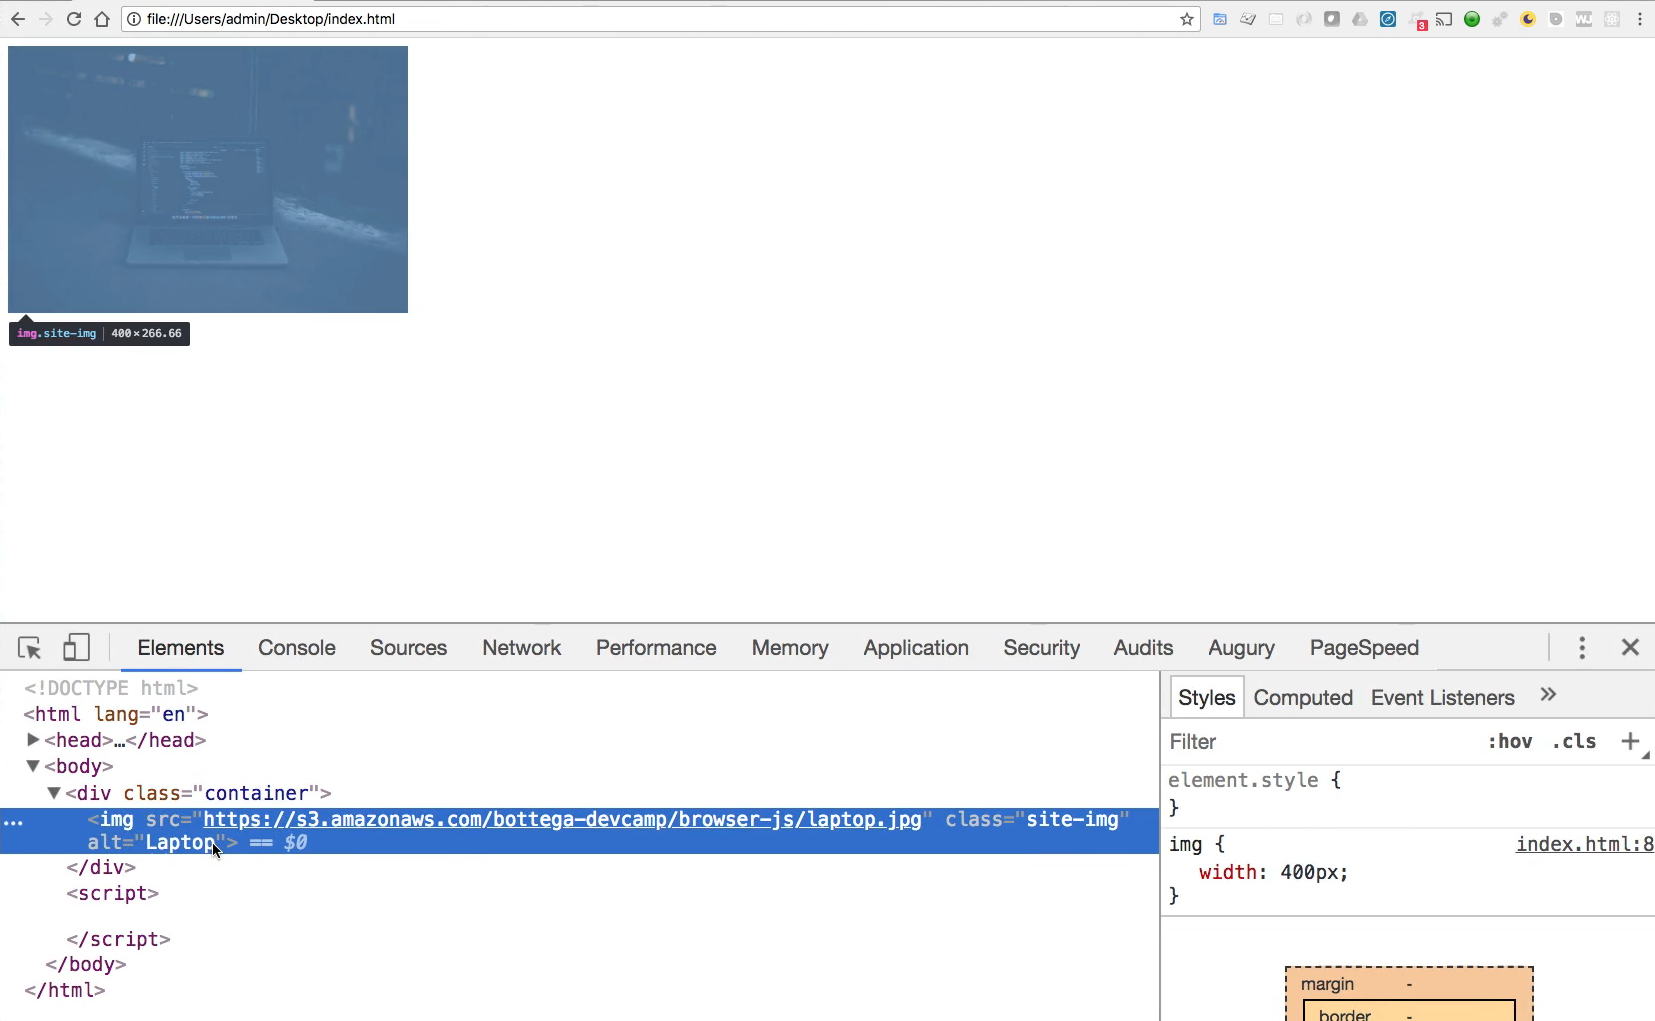 file:///Users/admin/Desktop/index.html
3
WJ
img.site-img | 400×266.66
Elements Console Sources Network Performance Memory Application Security Audits Augury PageSpeed
<!DOCTYPE html>
<html lang="en">
<head>…</head>
<body>
<div class="container">
<img src="https://s3.amazonaws.com/bottega-devcamp/browser-js/laptop.jpg" class="site-img"
alt="Laptop"> == $0
</div>
<script>
</script>
</body>
</html>
Styles Computed Event Listeners »
Filter :hov .cls +
element.style {
}
img { index.html:8
width: 400px;
}
margin -
border -